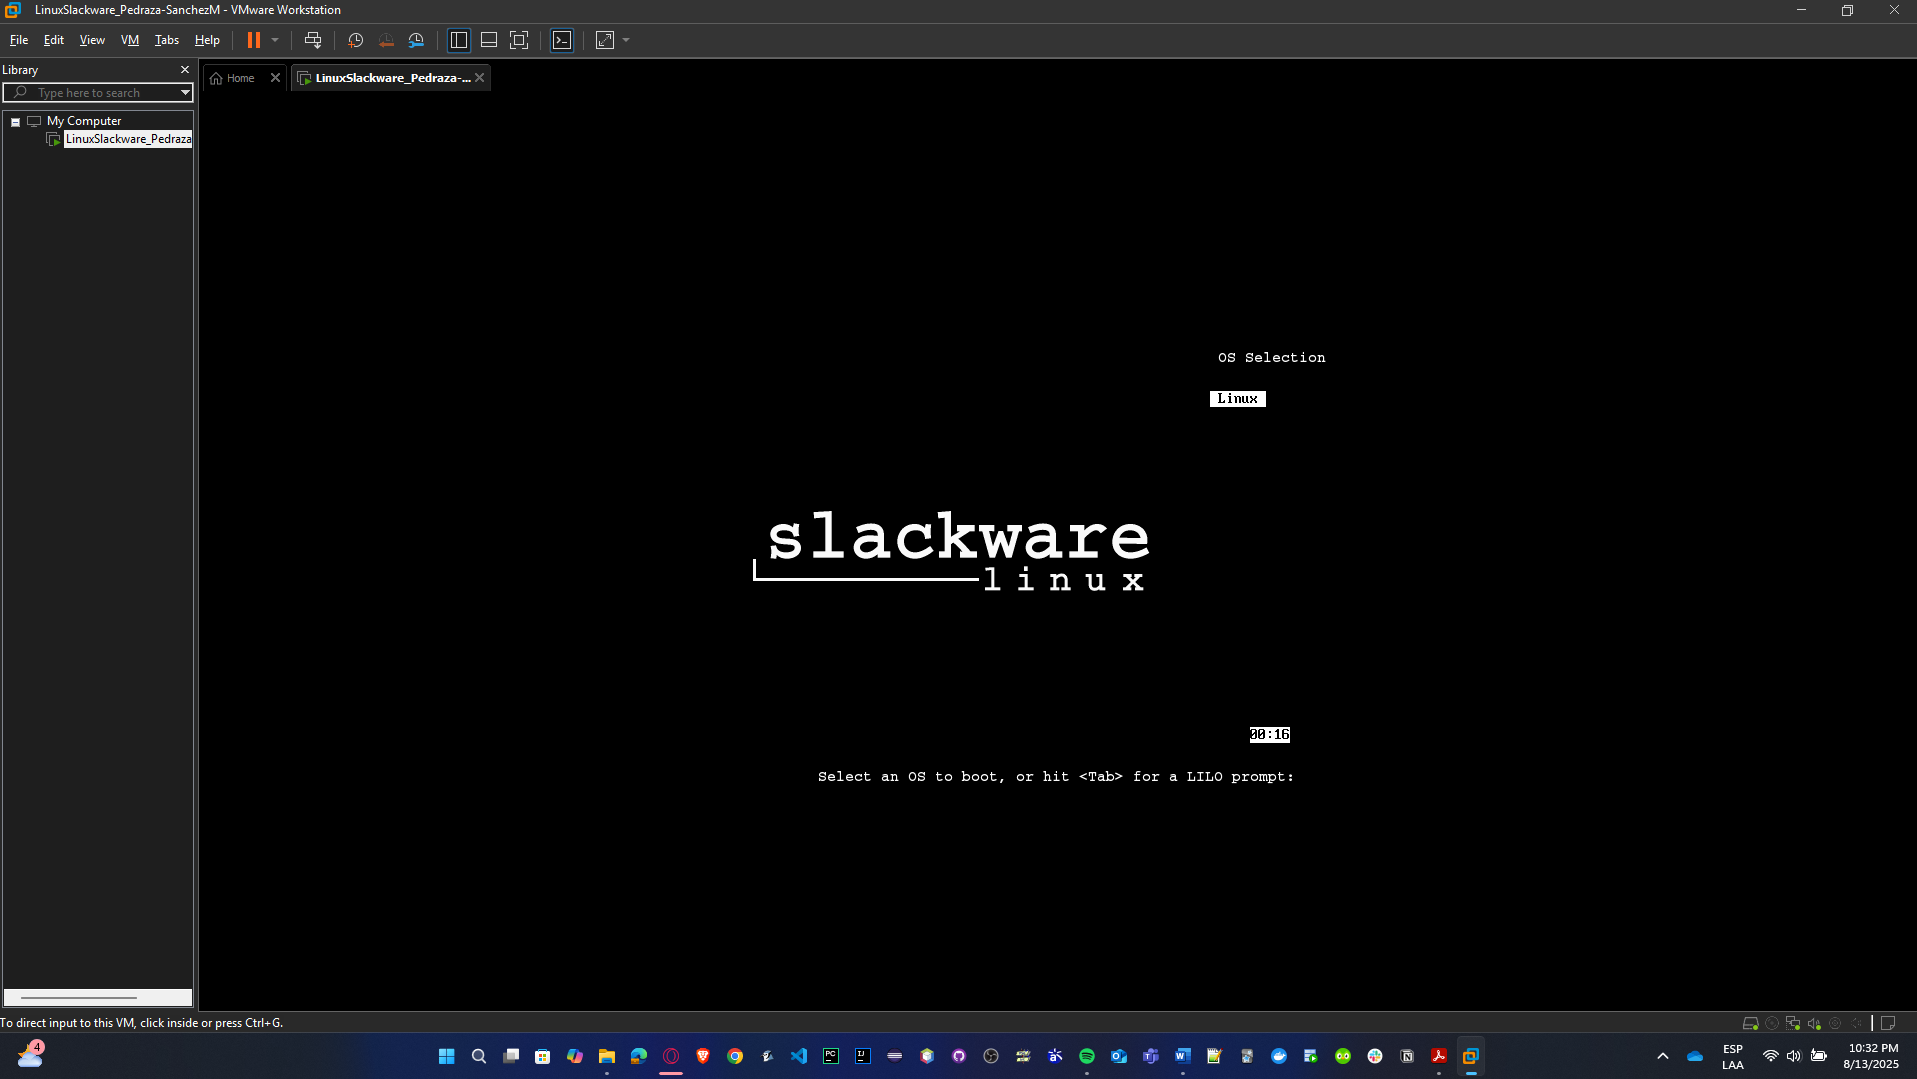 LinuxSlackware_Pedraza-SanchezM - VMware Workstation
File Edit View VM Tabs Help
Library
Type here to search
My Computer
LinuxSlackware_Pedraza
Home
LinuxSlackware_Pedraza-...
OS Selection
Linux
slackware
linux
00:16
Select an OS to boot, or hit <Tab> for a LILO prompt:
To direct input to this VM, click inside or press Ctrl+G.
4
PC
IJ
ESP
LAA
10:32 PM
8/13/2025